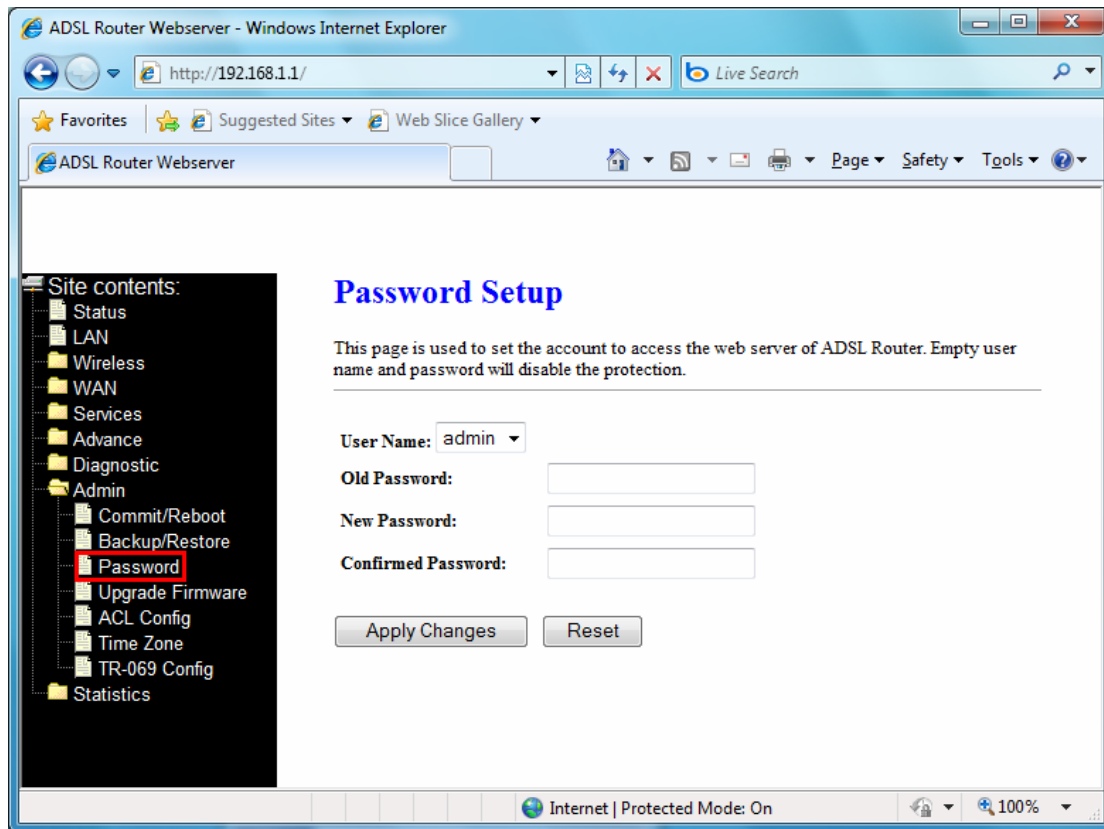 ADSL Router Webserver - Windows Internet Explorer
http://192.168.1.1/
Live Search
Favorites
Suggested Sites
Web Slice Gallery
ADSL Router Webserver
Page
Safety
Tools
Site contents:
Status
LAN
Wireless
WAN
Services
Advance
Diagnostic
Admin
Commit/Reboot
Backup/Restore
Password
Upgrade Firmware
ACL Config
Time Zone
TR-069 Config
Statistics
Password Setup
This page is used to set the account to access the web server of ADSL Router. Empty user
name and password will disable the protection.
User Name: admin
Old Password:
New Password:
Confirmed Password:
Apply Changes
Reset
Internet | Protected Mode: On
100%